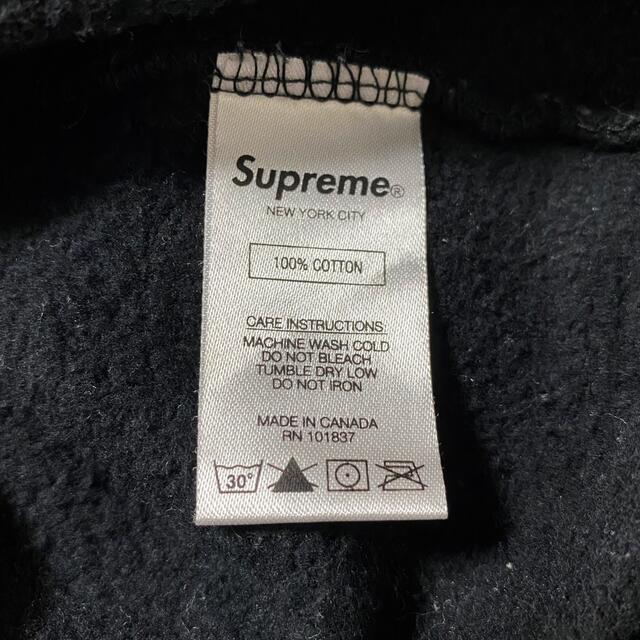 Supreme®
NEW YORK CITY
100% COTTON
CARE INSTRUCTIONS:
MACHINE WASH COLD
DO NOT BLEACH
TUMBLE DRY LOW
DO NOT IRON
MADE IN CANADA
RN 101837
30°